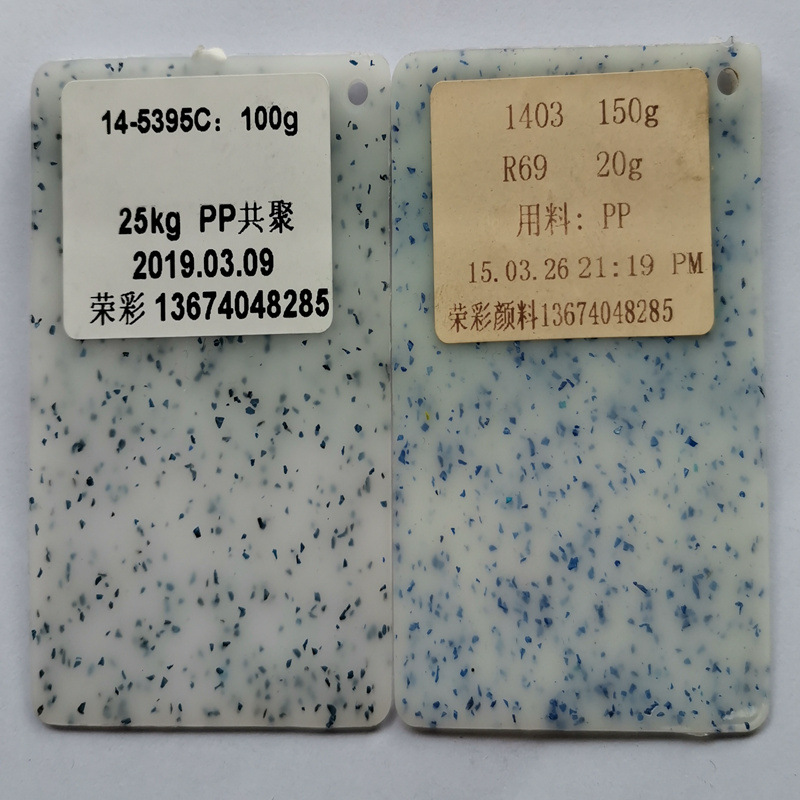 14-5395C：100g
25kg PP共聚
2019.03.09
荣彩 13674048285
1403 150g
R69 20g
用料: PP
15.03.26 21:19 PM
荣彩颜料13674048285